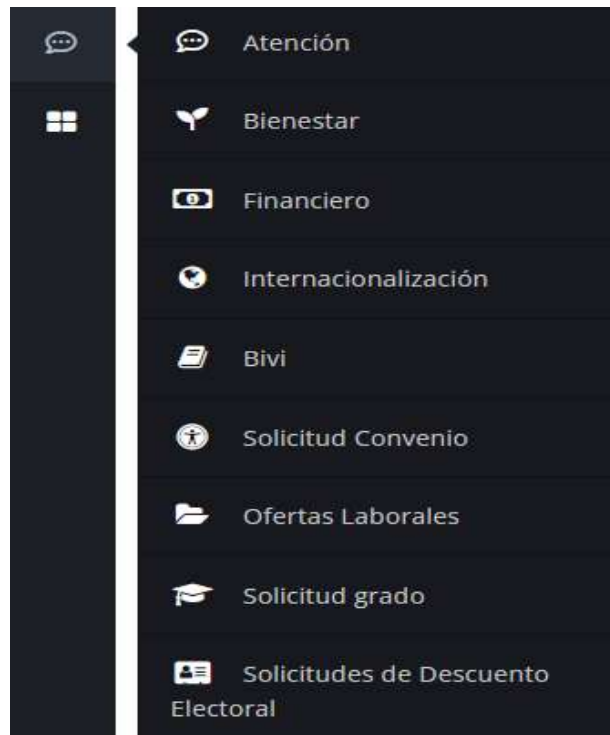 Atención
Bienestar
Financiero
Internacionalización
Bivi
Solicitud Convenio
Ofertas Laborales
Solicitud grado
Solicitudes de Descuento
Electoral